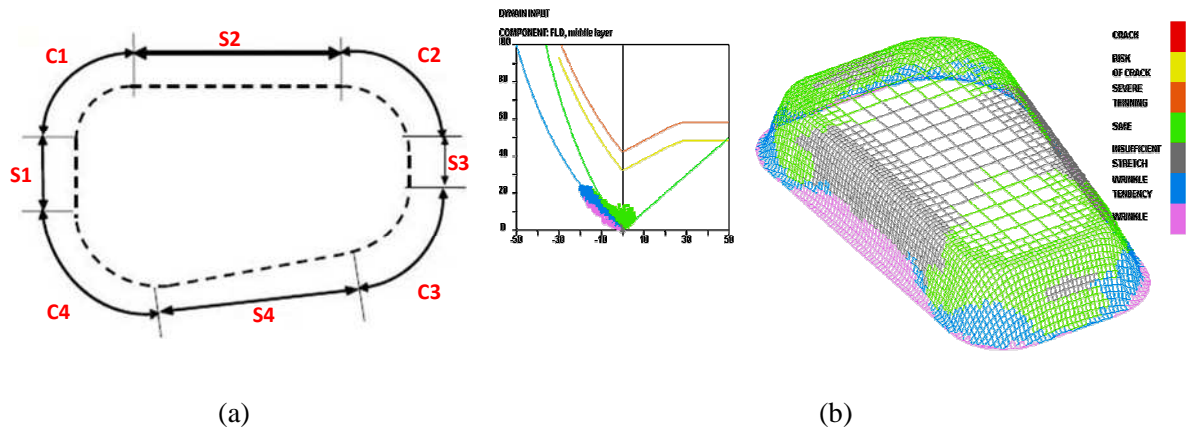 S2
C1
C2
S1
S3
C4
S4
C3
(a)
DYNAIN INPUT
COMPONENT: FLD, middle layer
100
80
60
40
20
0
-50
-30
-10
10
30
50
CRACK
RISK
OF CRACK
SEVERE
THINNING
SAFE
INSUFFICIENT
STRETCH
WRINKLE
TENDENCY
WRINKLE
(b)